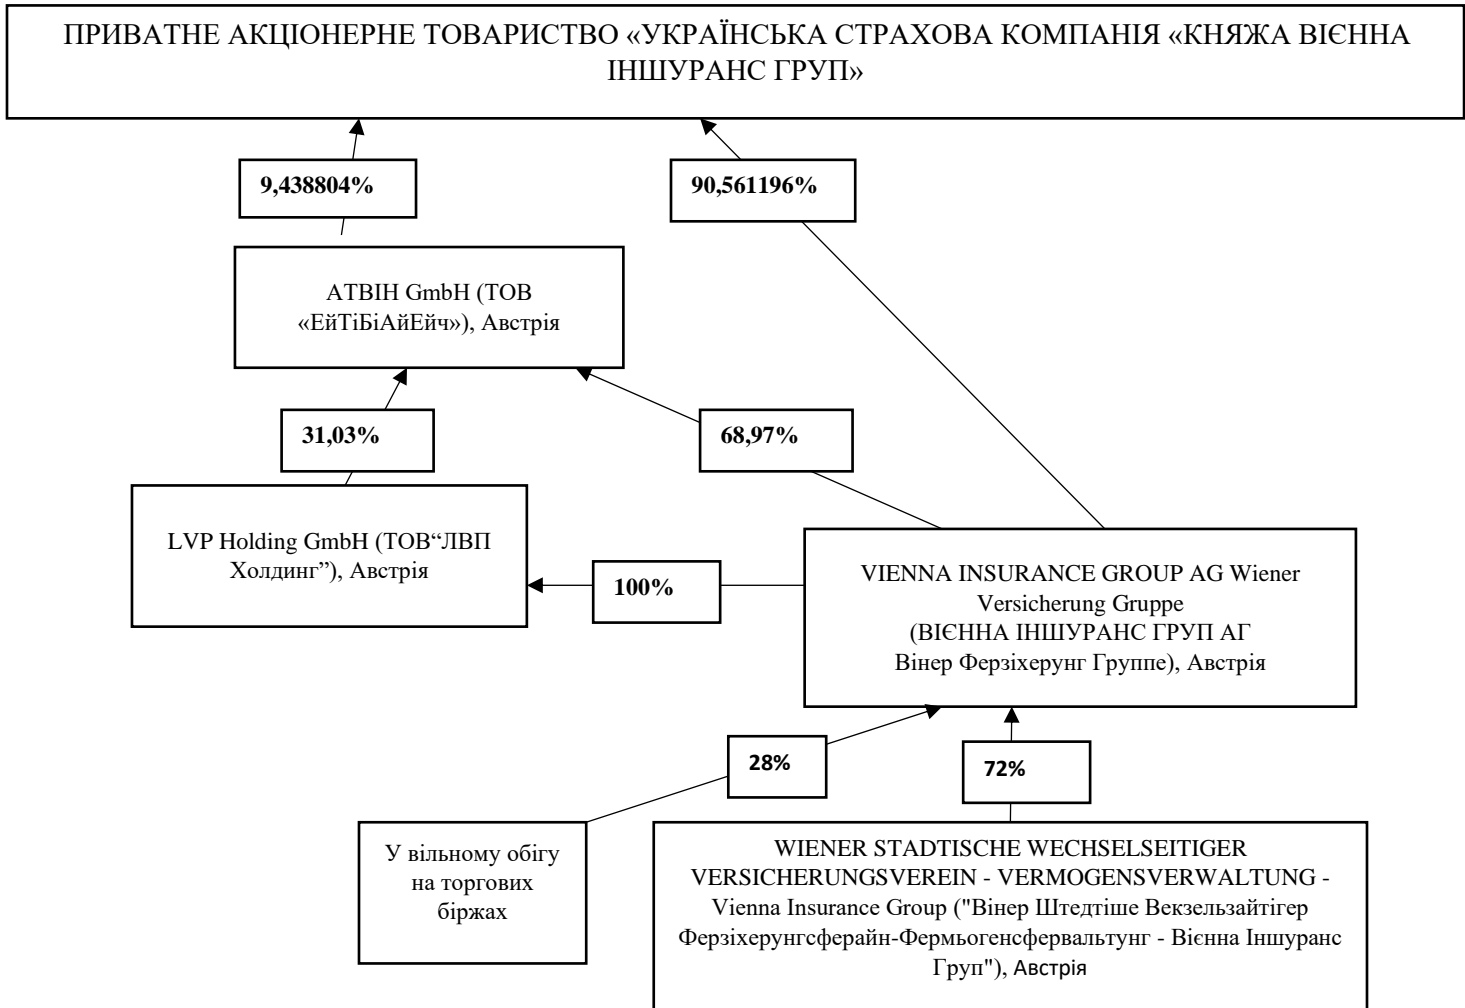 ПРИВАТНЕ АКЦІОНЕРНЕ ТОВАРИСТВО «УКРАЇНСЬКА СТРАХОВА КОМПАНІЯ «КНЯЖА ВІЄННА
ІНШУРАНС ГРУП»
9,438804%
90,561196%
АТВІН GmbH (ТОВ
«ЕйТіБіАйЕйч»), Австрія
31,03%
68,97%
LVP Holding GmbH (ТОВ“ЛВП
Холдинг”), Австрія
100%
VIENNA INSURANCE GROUP AG Wiener
Versicherung Gruppe
(ВІЄННА ІНШУРАНС ГРУП АГ
Вінер Ферзіхерунг Группе), Австрія
28%
72%
У вільному обігу
на торгових
біржах
WIENER STADTISCHE WECHSELSEITIGER
VERSICHERUNGSVEREIN - VERMOGENSVERWALTUNG -
Vienna Insurance Group ("Вінер Штедтіше Векзельзайтігер
Ферзіхерунгсферайн-Фермьогенсфервальтунг - Вієнна Іншуранс
Груп"), Австрія